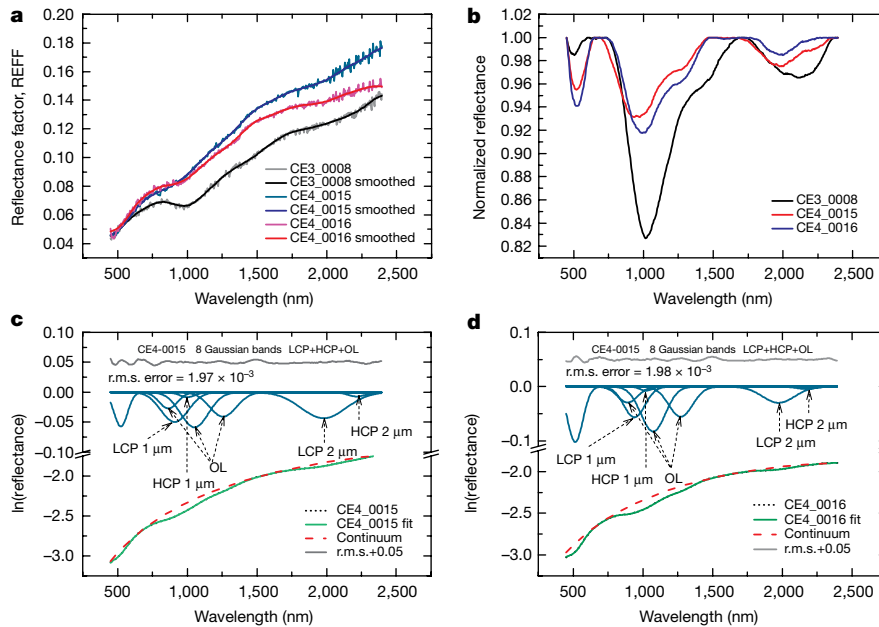 a
0.20
0.18
0.16
0.14
0.12
0.10
0.08
0.06
0.04
Reflectance factor, REFF
CE3_0008
CE3_0008 smoothed
CE4_0015
CE4_0015 smoothed
CE4_0016
CE4_0016 smoothed
500
1,000
1,500
2,000
2,500
Wavelength (nm)
b
1.00
0.98
0.96
0.94
0.92
0.90
0.88
0.86
0.84
0.82
Normalized reflectance
CE3_0008
CE4_0015
CE4_0016
500
1,000
1,500
2,000
2,500
Wavelength (nm)
c
0.10
0.05
0.00
−0.05
−0.10
−2.0
−2.5
−3.0
ln(reflectance)
CE4-0015 8 Gaussian bands LCP+HCP+OL
r.m.s. error = 1.97 × 10⁻³
LCP 1 μm
HCP 1 μm
OL
LCP 2 μm
HCP 2 μm
CE4_0015
CE4_0015 fit
Continuum
r.m.s.+0.05
500
1,000
1,500
2,000
2,500
Wavelength (nm)
d
0.1
0.0
−0.1
−2.0
−2.5
−3.0
ln(reflectance)
CE4-0015 8 Gaussian bands LCP+HCP+OL
r.m.s. error = 1.98 × 10⁻³
LCP 1 μm
HCP 1 μm
OL
LCP 2 μm
HCP 2 μm
CE4_0016
CE4_0016 fit
Continuum
r.m.s.+0.05
500
1,000
1,500
2,000
2,500
Wavelength (nm)